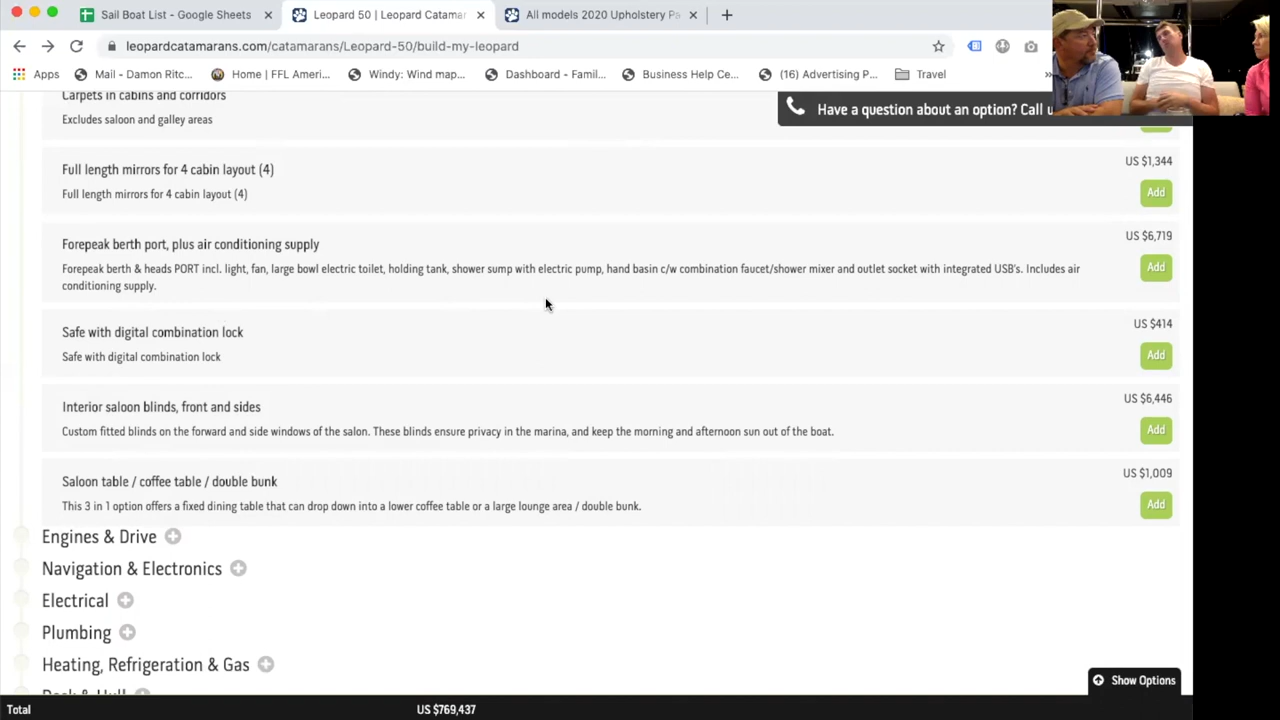 Sail Boat List - Google Sheets
Leopard 50 | Leopard Catamar
All models 2020 Upholstery Pa
leopardcatamarans.com/catamarans/Leopard-50/build-my-leopard
Apps
Mail - Damon Ritc...
Home | FFL Ameri...
Windy: Wind map...
Dashboard - Famil...
Business Help Ce...
(16) Advertising P...
Travel
»
Carpets in cabins and corridors
Excludes saloon and galley areas
Have a question about an option? Call
Full length mirrors for 4 cabin layout (4)
US $1,344
Full length mirrors for 4 cabin layout (4)
Add
Forepeak berth port, plus air conditioning supply
US $6,719
Forepeak berth & heads PORT incl. light, fan, large bowl electric toilet, holding tank, shower sump with electric pump, hand basin c/w combination faucet/shower mixer and outlet socket with integrated USB's. Includes air
conditioning supply.
Add
Safe with digital combination lock
US $414
Safe with digital combination lock
Add
Interior saloon blinds, front and sides
US $6,446
Custom fitted blinds on the forward and side windows of the salon. These blinds ensure privacy in the marina, and keep the morning and afternoon sun out of the boat.
Add
Saloon table / coffee table / double bunk
US $1,009
This 3 in 1 option offers a fixed dining table that can drop down into a lower coffee table or a large lounge area / double bunk.
Add
Engines & Drive
Navigation & Electronics
Electrical
Plumbing
Heating, Refrigeration & Gas
Deck & Hull
Show Options
Total
US $769,437